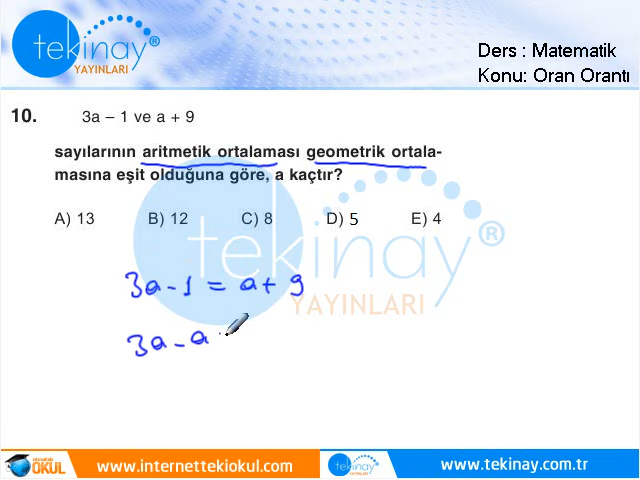 tekinay®
YAYINLARI
Ders : Matematik
Konu: Oran Orantı
10. 3a – 1 ve a + 9
sayılarının aritmetik ortalaması geometrik ortala-
masına eşit olduğuna göre, a kaçtır?
A) 13 B) 12 C) 8 D) 5 E) 4
tekinay®
YAYINLARI
3a - 1 = a + 9
3a - a
OKUL
www.internettekiokul.com
tekinay
www.tekinay.com.tr